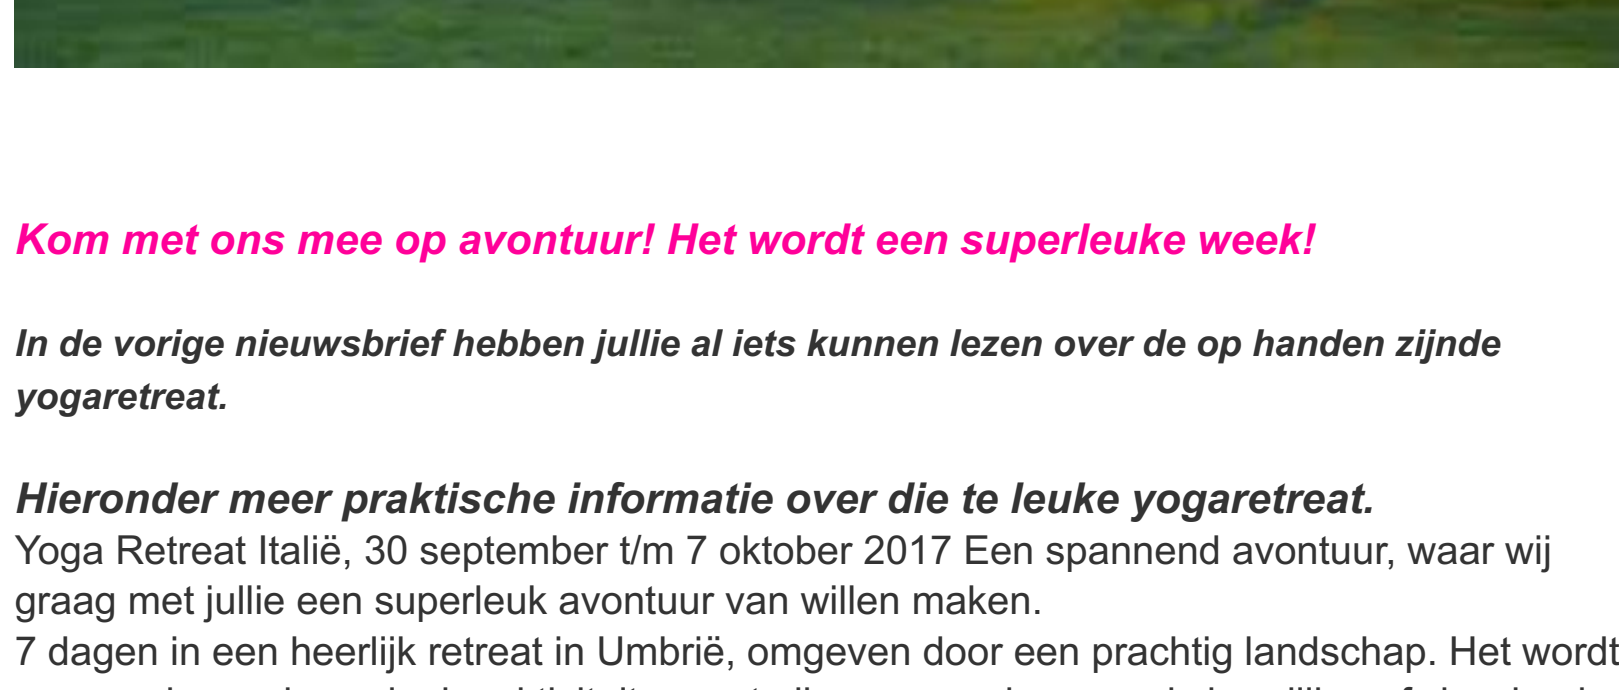 Kom met ons mee op avontuur! Het wordt een superleuke week!
In de vorige nieuwsbrief hebben jullie al iets kunnen lezen over de op handen zijnde
yogaretreat.
Hieronder meer praktische informatie over die te leuke yogaretreat.
Yoga Retreat Italië, 30 september t/m 7 oktober 2017 Een spannend avontuur, waar wij
graag met jullie een superleuk avontuur van willen maken.
7 dagen in een heerlijk retreat in Umbrië, omgeven door een prachtig landschap. Het wordt